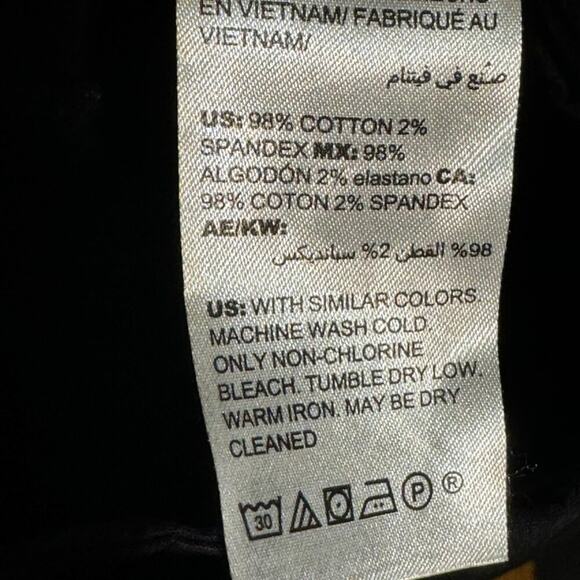 EN VIETNAM/ FABRIQUÉ AU
VIETNAM/
صُنع في فيتنام
US: 98% COTTON 2%
SPANDEX MX: 98%
ALGODÓN 2% elastano CA:
98% COTON 2% SPANDEX
AE/KW:
98% القطن 2% سباندیکس
US: WITH SIMILAR COLORS.
MACHINE WASH COLD.
ONLY NON-CHLORINE
BLEACH. TUMBLE DRY LOW.
WARM IRON. MAY BE DRY
CLEANED
30 P ®